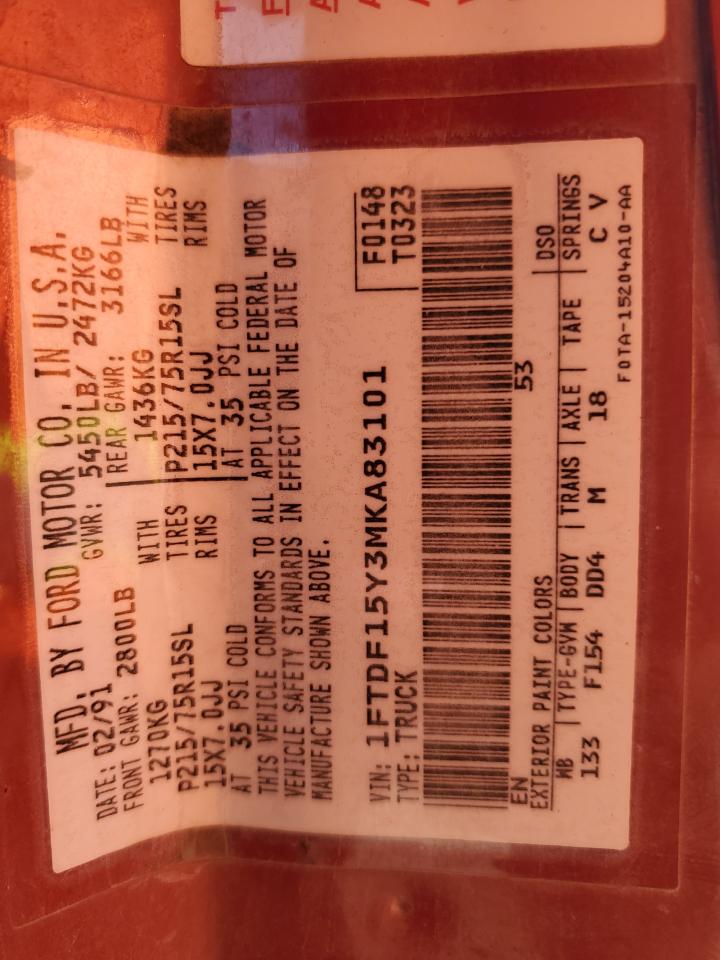 MFD. BY FORD MOTOR CO. IN U.S.A.
DATE: 02/91 GVWR: 5450LB/ 2472KG
FRONT GAWR: 2800LB REAR GAWR: 3166LB
1270KG WITH 1436KG WITH
P215/75R15SL TIRES P215/75R15SL TIRES
15X7.0JJ RIMS 15X7.0JJ RIMS
AT 35 PSI COLD AT 35 PSI COLD
THIS VEHICLE CONFORMS TO ALL APPLICABLE FEDERAL MOTOR
VEHICLE SAFETY STANDARDS IN EFFECT ON THE DATE OF
MANUFACTURE SHOWN ABOVE.
VIN: 1FTDF15Y3MKA83101 F0148
TYPE: TRUCK T0323
EN 53
EXTERIOR PAINT COLORS DSO
WB TYPE-GVW BODY TRANS AXLE TAPE SPRINGS
133 F154 DD4 M 18 C V
F0TA-15204A10-AA